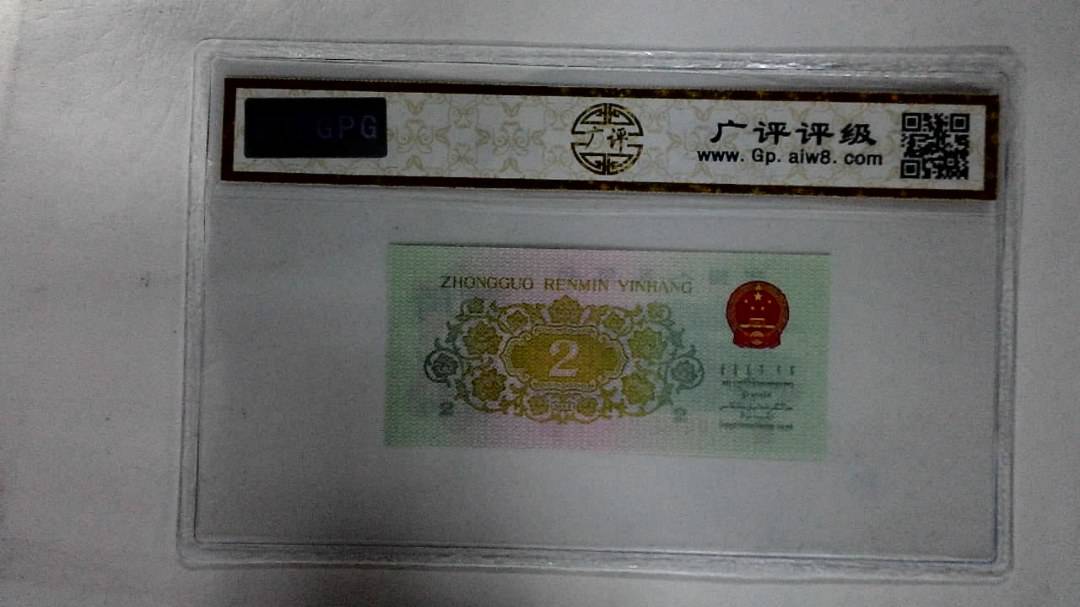 GPG
广评
广评评级
www. Gp. aiw8. com
ZHONGGUO RENMIN YINHANG
2
2
2